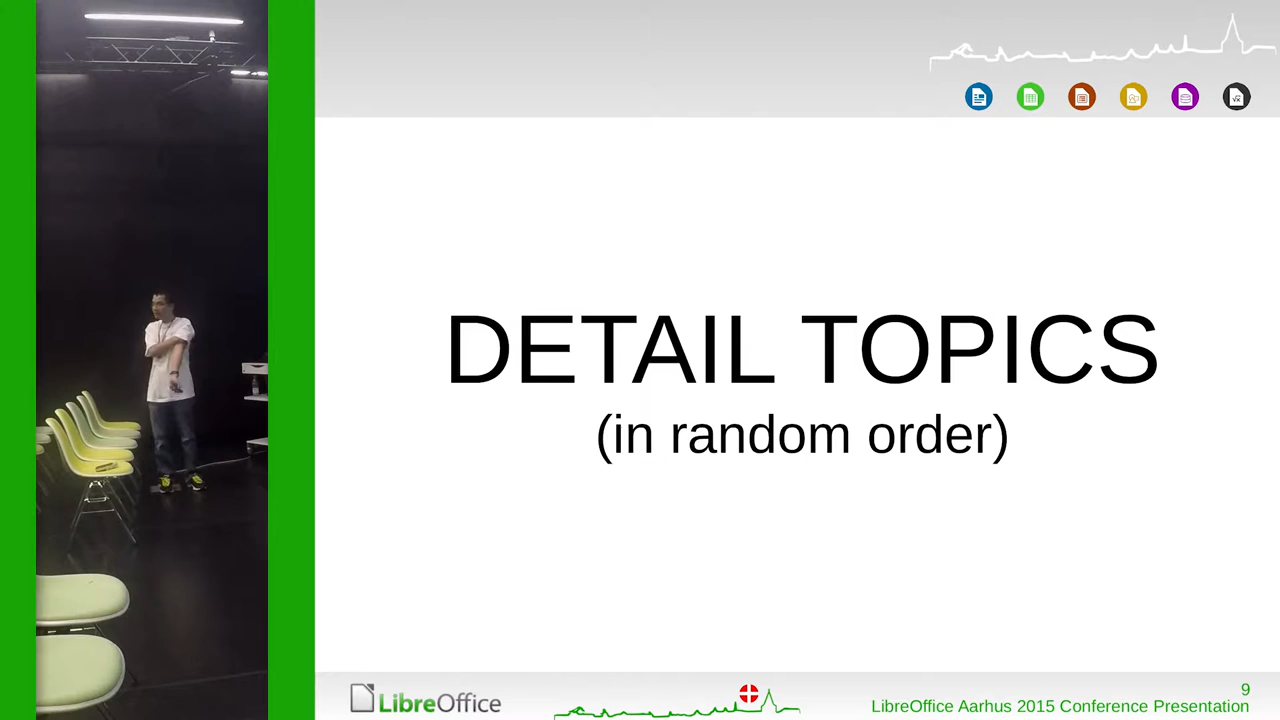 DETAIL TOPICS
(in random order)
LibreOffice
9
LibreOffice Aarhus 2015 Conference Presentation